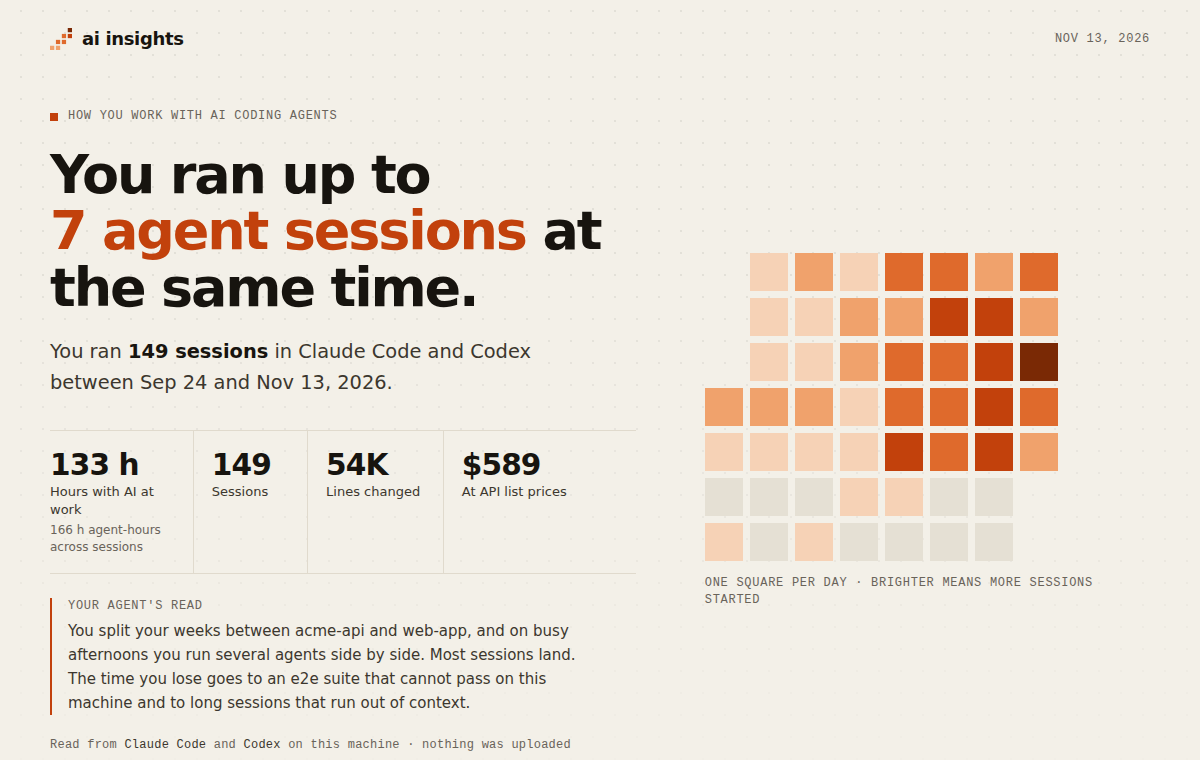 ai insights
NOV 13, 2026
HOW YOU WORK WITH AI CODING AGENTS
You ran up to
7 agent sessions at
the same time.
You ran 149 sessions in Claude Code and Codex
between Sep 24 and Nov 13, 2026.
133 h
Hours with AI at
work
166 h agent-hours
across sessions
149
Sessions
54K
Lines changed
$589
At API list prices
YOUR AGENT'S READ
You split your weeks between acme-api and web-app, and on busy
afternoons you run several agents side by side. Most sessions land.
The time you lose goes to an e2e suite that cannot pass on this
machine and to long sessions that run out of context.
Read from Claude Code and Codex on this machine · nothing was uploaded
ONE SQUARE PER DAY · BRIGHTER MEANS MORE SESSIONS
STARTED